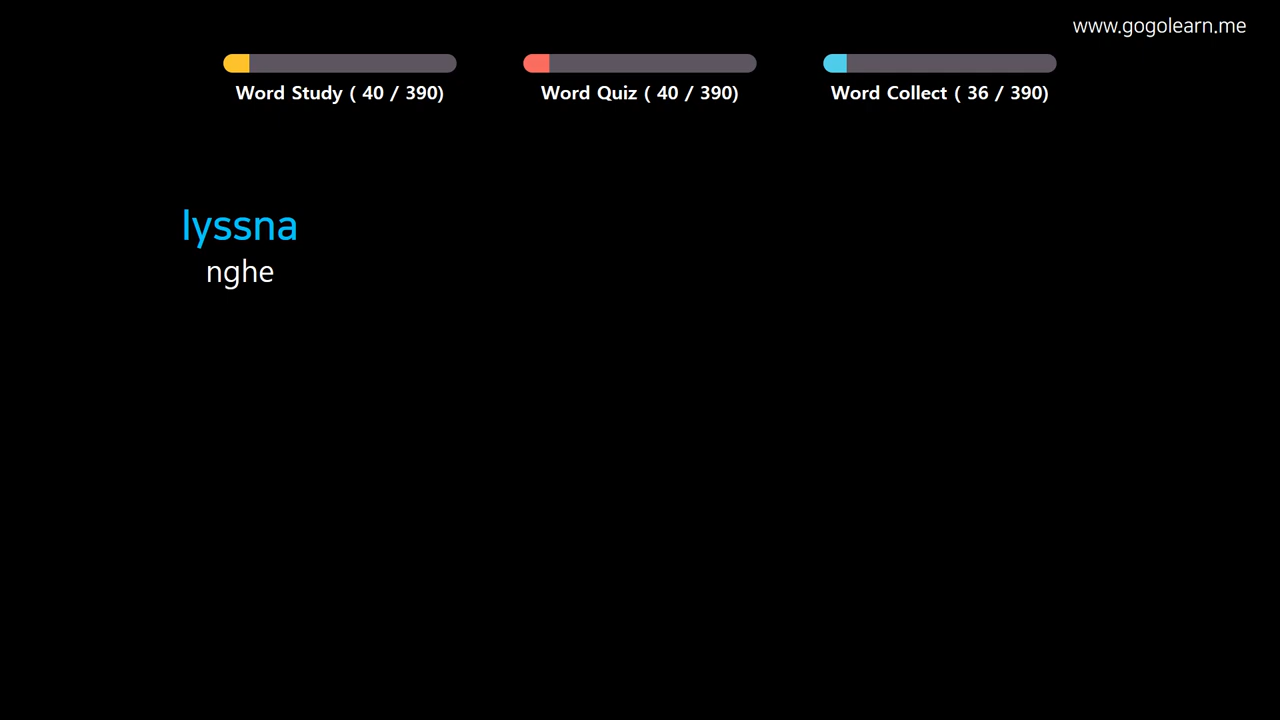 www.gogolearn.me
Word Study ( 40 / 390)
Word Quiz ( 40 / 390)
Word Collect ( 36 / 390)
lyssna
nghe